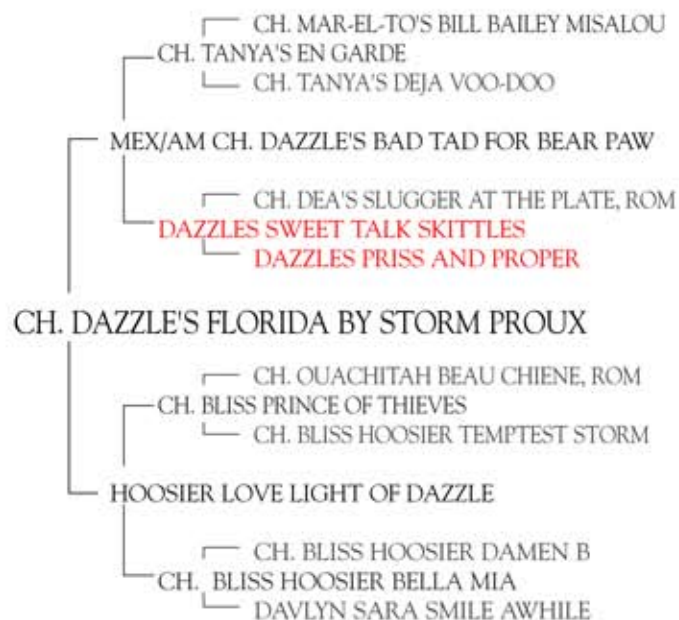 CH. MAR-EL-TO'S BILL BAILEY MISALOU
CH. TANYA'S EN GARDE
CH. TANYA'S DEJA VOO-DOO
MEX/AM CH. DAZZLE'S BAD TAD FOR BEAR PAW
CH. DEA'S SLUGGER AT THE PLATE, ROM
DAZZLES SWEET TALK SKITTLES
DAZZLES PRISS AND PROPER
CH. DAZZLE'S FLORIDA BY STORM PROUX
CH. OUACHITAH BEAU CHIENE, ROM
CH. BLISS PRINCE OF THIEVES
CH. BLISS HOOSIER TEMPTEST STORM
HOOSIER LOVE LIGHT OF DAZZLE
CH. BLISS HOOSIER DAMEN B
CH. BLISS HOOSIER BELLA MIA
DAVLYN SARA SMILE AWHILE